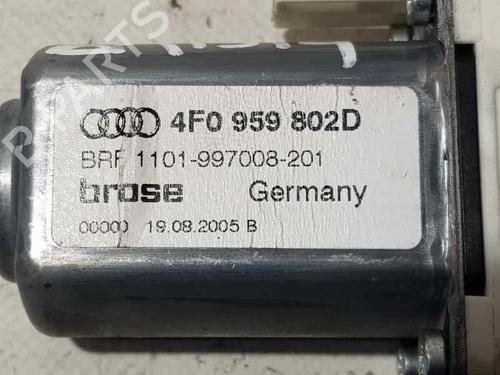 4F0 959 802D
BRF 1101-997008-201
brose Germany
00000 19.08.2005 B